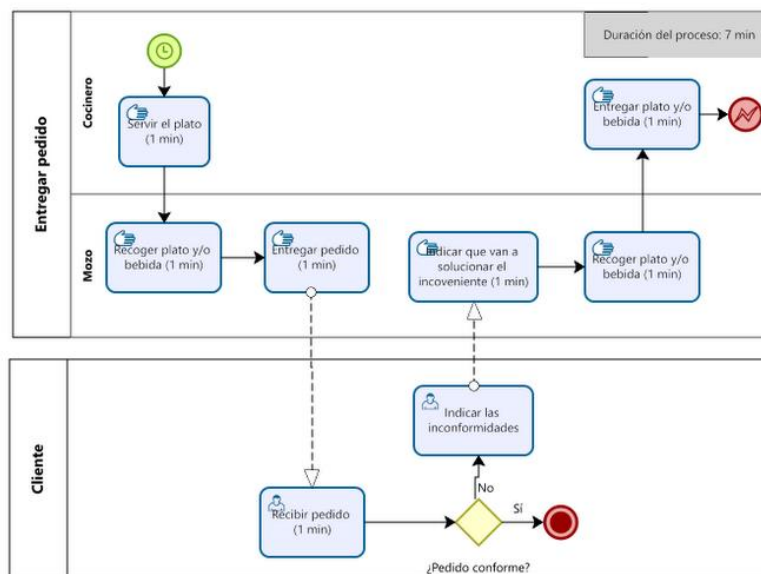 Entregar pedido
Cocinero
Duración del proceso: 7 min
Servir el plato
(1 min)
Entregar plato y/o
bebida (1 min)
Mozo
Recoger plato y/o
bebida (1 min)
Entregar pedido
(1 min)
Indicar que van a
solucionar el
incoveniente (1 min)
Recoger plato y/o
bebida (1 min)
Cliente
Indicar las
inconformidades
Recibir pedido
(1 min)
No
Sí
¿Pedido conforme?